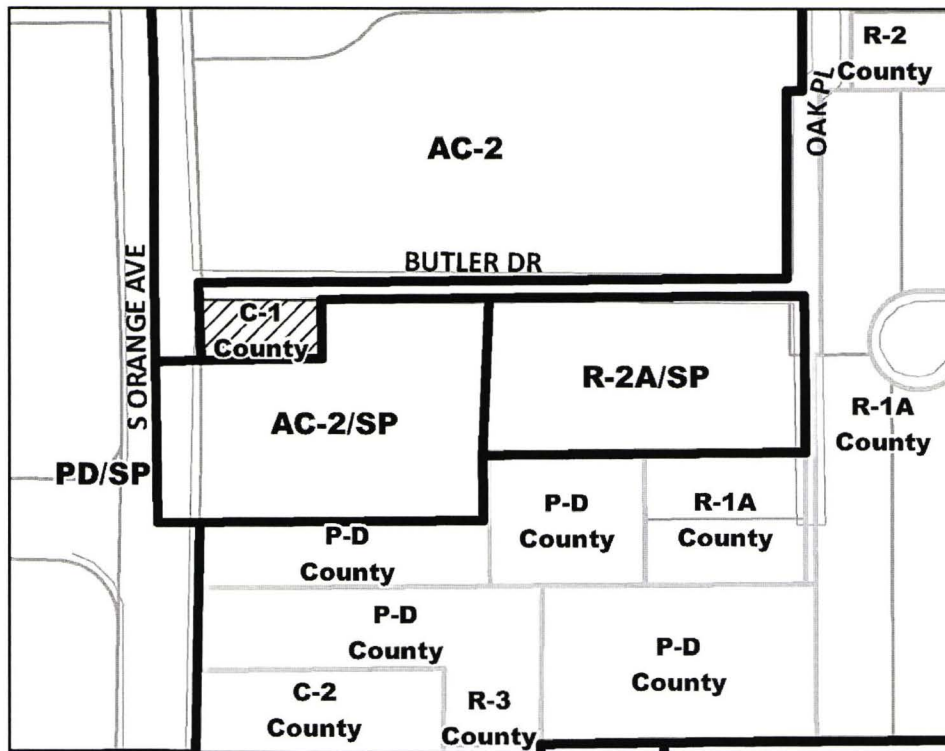 R-2
County
OAK PL
AC-2
S ORANGE AVE
BUTLER DR
C-1
County
R-2A/SP
AC-2/SP
R-1A
County
PD/SP
P-D
County
R-1A
County
P-D
County
P-D
County
P-D
County
C-2
County
R-3
County